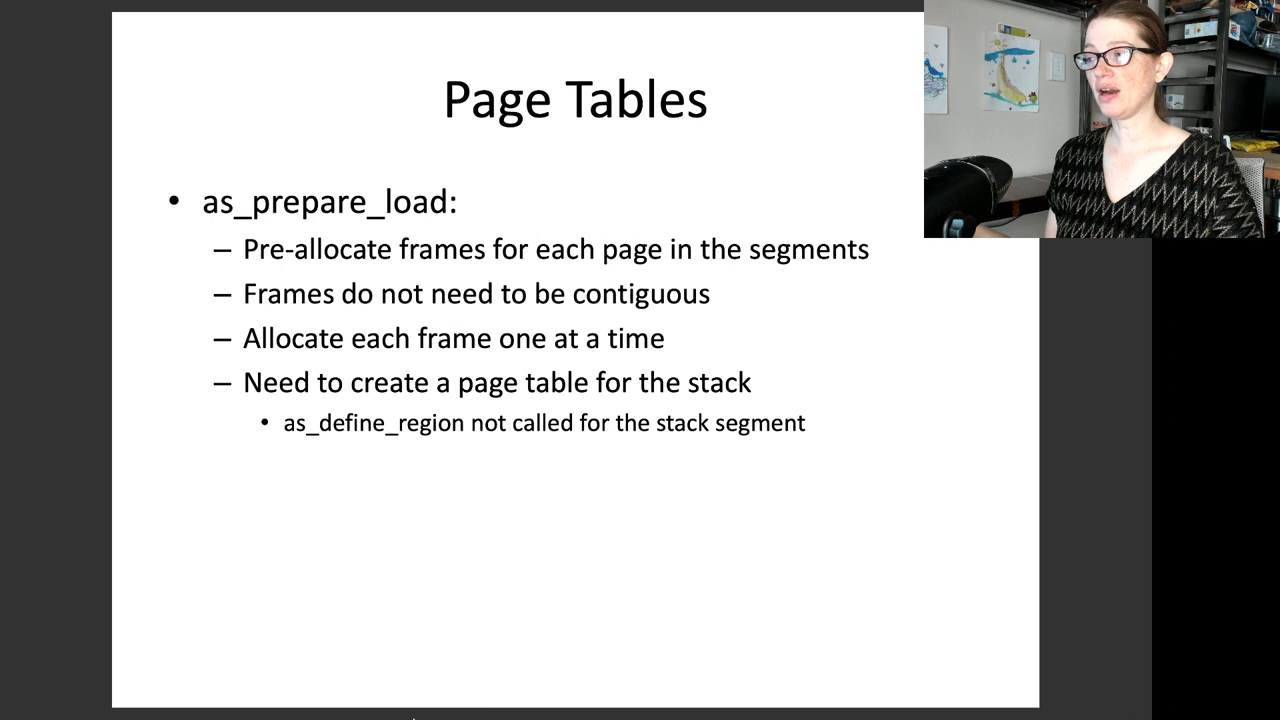 Page Tables
• as_prepare_load:
– Pre-allocate frames for each page in the segments
– Frames do not need to be contiguous
– Allocate each frame one at a time
– Need to create a page table for the stack
• as_define_region not called for the stack segment